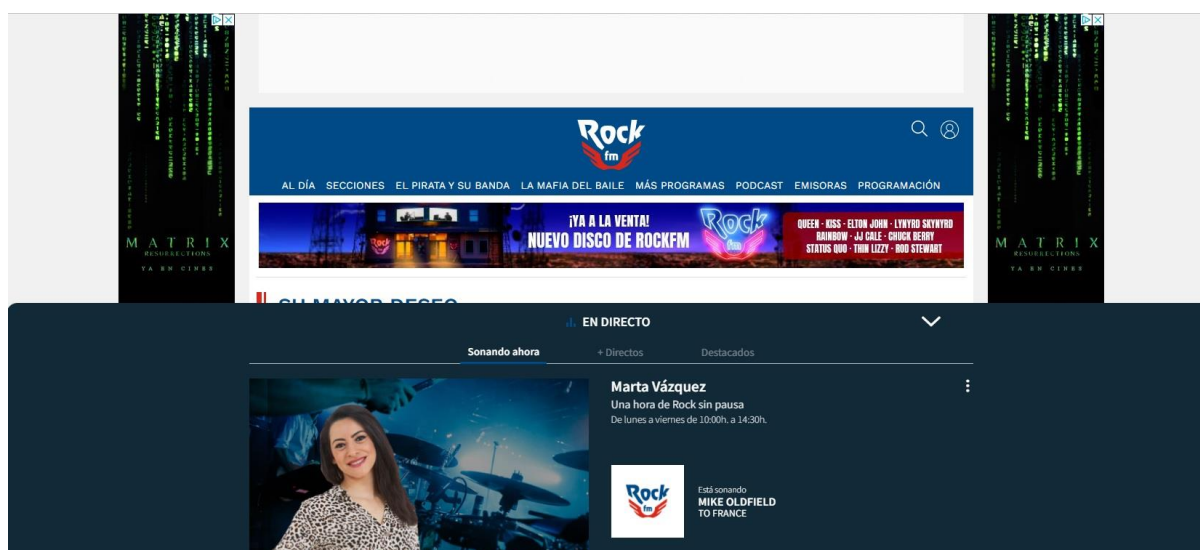 Rock
fm
AL DÍA SECCIONES EL PIRATA Y SU BANDA LA MAFIA DEL BAILE MÁS PROGRAMAS PODCAST EMISORAS PROGRAMACIÓN
¡YA A LA VENTA!
NUEVO DISCO DE ROCKFM
Rock
fm
QUEEN - KISS - ELTON JOHN - LYNYRD SKYNYRD
RAINBOW - JJ CALE - CHUCK BERRY
STATUS QUO - THIN LIZZY - ROD STEWART
MATRIX
RESURRECTIONS
YA EN CINES
MATRIX
RESURRECTIONS
YA EN CINES
SU MAYOR DESEO
EN DIRECTO
Sonando ahora + Directos Destacados
Marta Vázquez
Una hora de Rock sin pausa
De lunes a viernes de 10:00h. a 14:30h.
Rock
fm
Está sonando
MIKE OLDFIELD
TO FRANCE